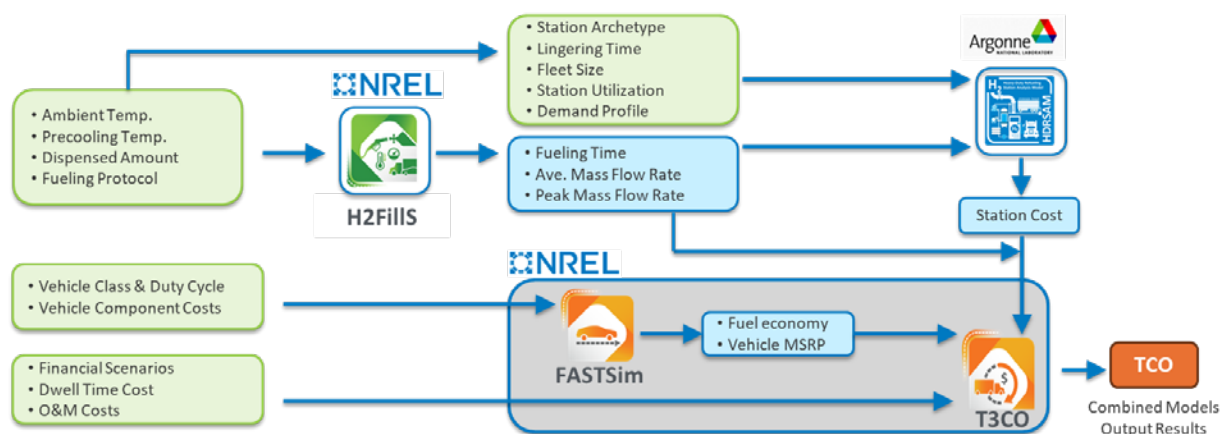 • Station Archetype
• Lingering Time
• Fleet Size
• Station Utilization
• Demand Profile
Argonne
NATIONAL LABORATORY
NREL
• Ambient Temp.
• Precooling Temp.
• Dispensed Amount
• Fueling Protocol
H2FillS
• Fueling Time
• Ave. Mass Flow Rate
• Peak Mass Flow Rate
H2
HDRSAM
Station Cost
NREL
• Vehicle Class & Duty Cycle
• Vehicle Component Costs
FASTSim
• Fuel economy
• Vehicle MSRP
• Financial Scenarios
• Dwell Time Cost
• O&M Costs
$
T3CO
TCO
Combined Models
Output Results